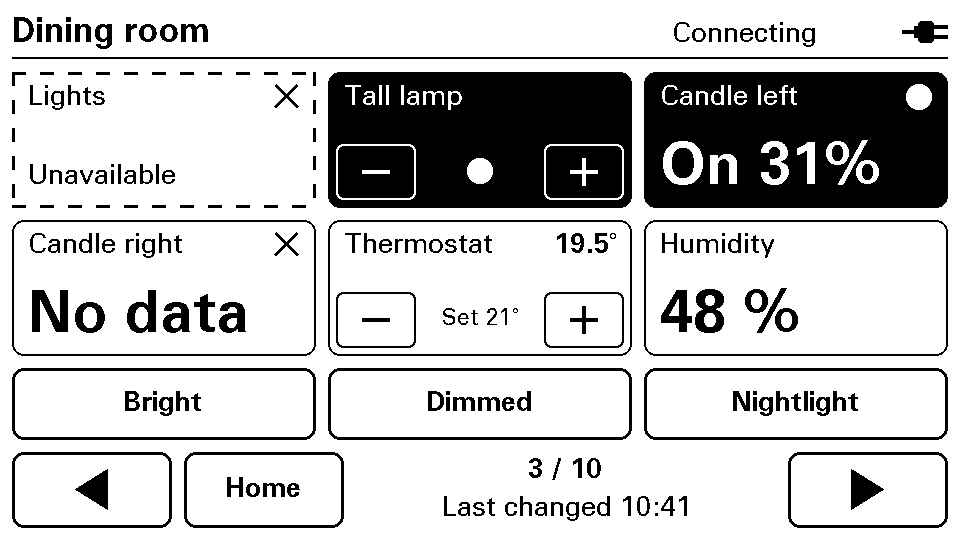 Dining room
Connecting
Lights
Unavailable
Tall lamp
− +
Candle left
On 31%
Candle right
No data
Thermostat 19.5°
− Set 21° +
Humidity
48 %
Bright
Dimmed
Nightlight
Home
3 / 10
Last changed 10:41